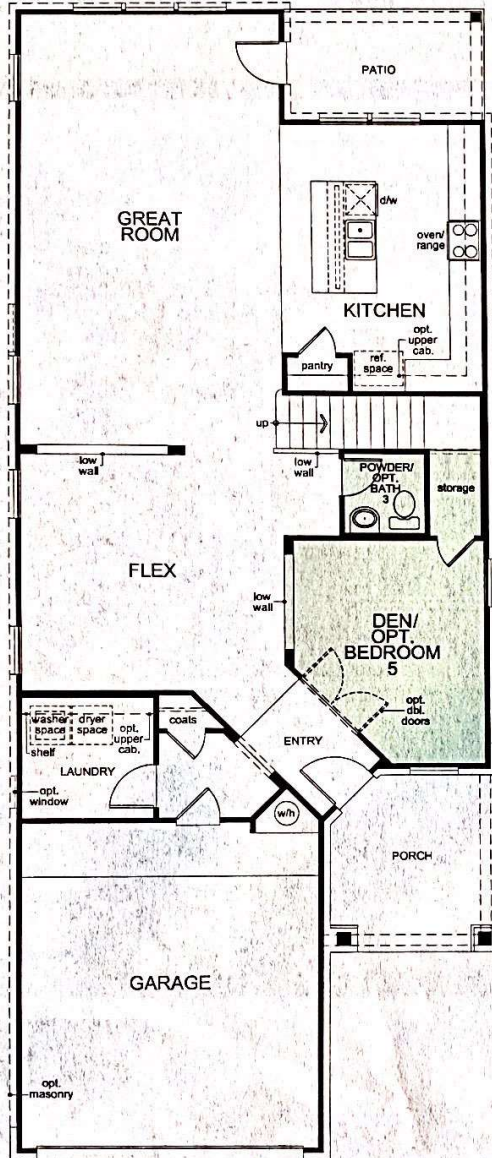 PATIO
GREAT
ROOM
d/w
oven/
range
KITCHEN
opt.
upper
cab.
pantry
ref.
space
up
low
wall
low
wall
POWDER/
OPT.
BATH
3
storage
FLEX
low
wall
DEN/
OPT.
BEDROOM
5
opt.
dbl.
doors
washer
space
dryer
space
opt.
upper
cab.
coats
shelf
ENTRY
LAUNDRY
opt.
window
w/h
PORCH
GARAGE
opt.
masonry